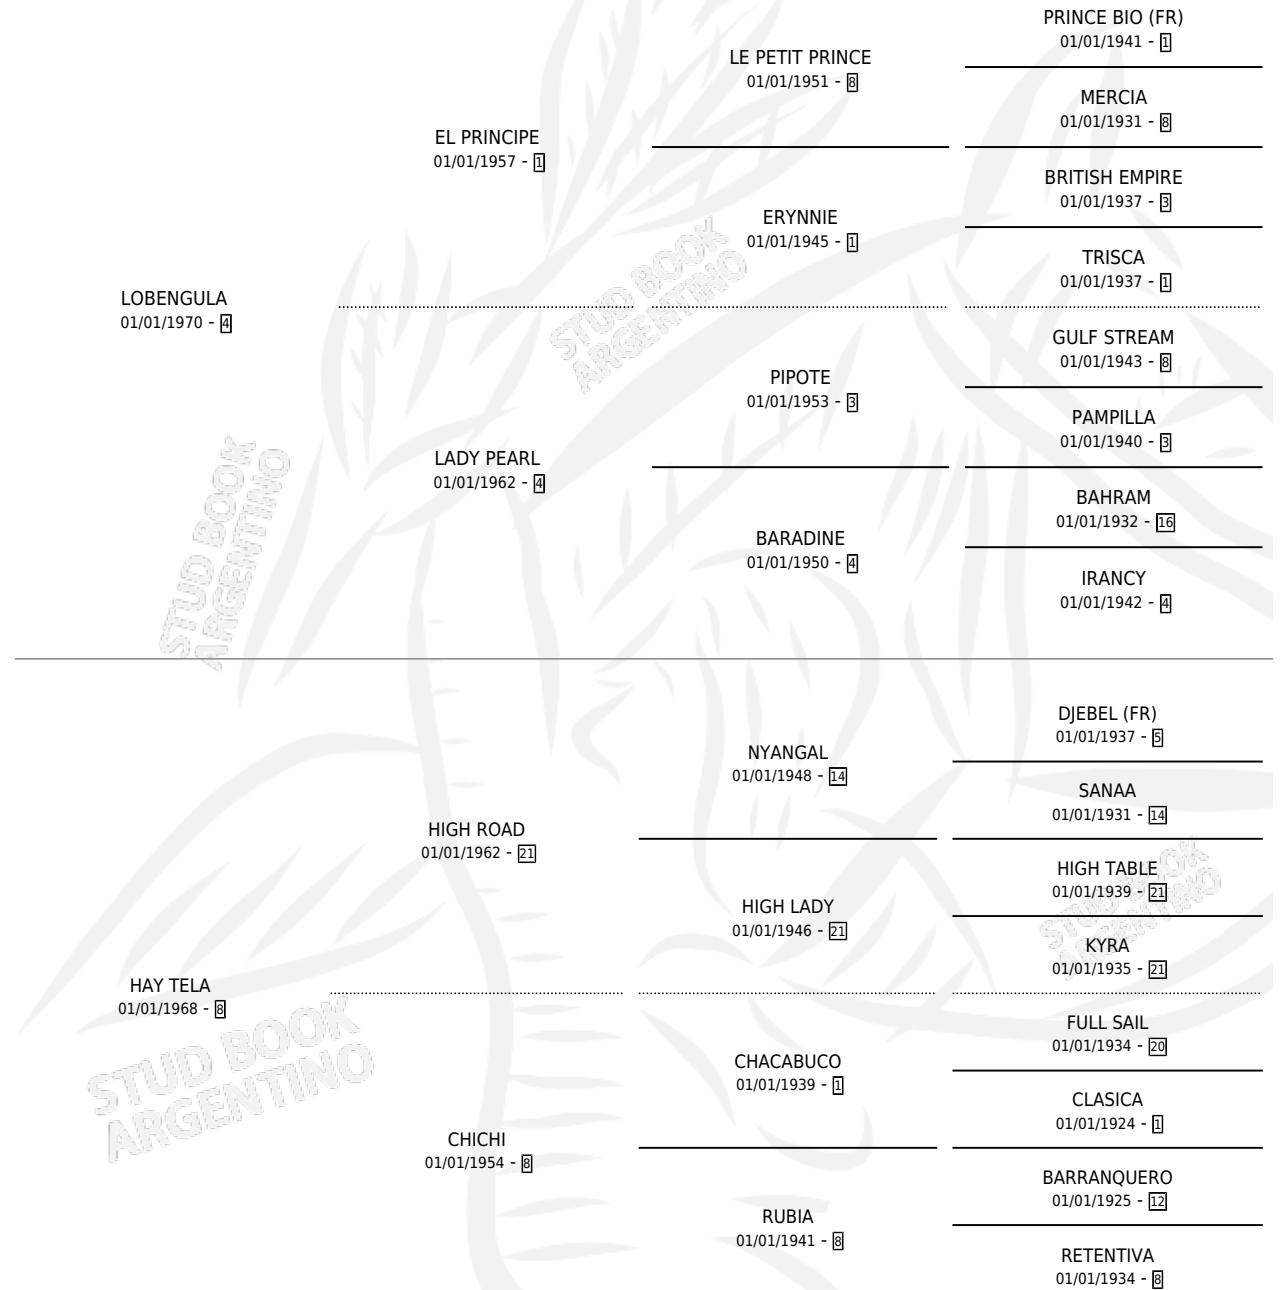 PRINCE BIO (FR)
01/01/1941 - 1
LE PETIT PRINCE
01/01/1951 - 8
MERCIA
01/01/1931 - 8
EL PRINCIPE
01/01/1957 - 1
BRITISH EMPIRE
01/01/1937 - 3
ERYNNIE
01/01/1945 - 1
TRISCA
01/01/1937 - 1
LOBENGULA
01/01/1970 - 4
GULF STREAM
01/01/1943 - 8
PIPOTE
01/01/1953 - 3
PAMPILLA
01/01/1940 - 3
LADY PEARL
01/01/1962 - 4
BAHRAM
01/01/1932 - 16
BARADINE
01/01/1950 - 4
IRANCY
01/01/1942 - 4
DJEBEL (FR)
01/01/1937 - 5
NYANGAL
01/01/1948 - 14
SANAA
01/01/1931 - 14
HIGH ROAD
01/01/1962 - 21
HIGH TABLE
01/01/1939 - 21
HIGH LADY
01/01/1946 - 21
KYRA
01/01/1935 - 21
HAY TELA
01/01/1968 - 8
FULL SAIL
01/01/1934 - 20
CHACABUCO
01/01/1939 - 1
CLASICA
01/01/1924 - 1
CHICHI
01/01/1954 - 8
BARRANQUERO
01/01/1925 - 12
RUBIA
01/01/1941 - 8
RETENTIVA
01/01/1934 - 8
STUD BOOK
ARGENTINO
STUD BOOK
ARGENTINO
STUD BOOK
ARGENTINO
STUD BOOK
ARGENTINO